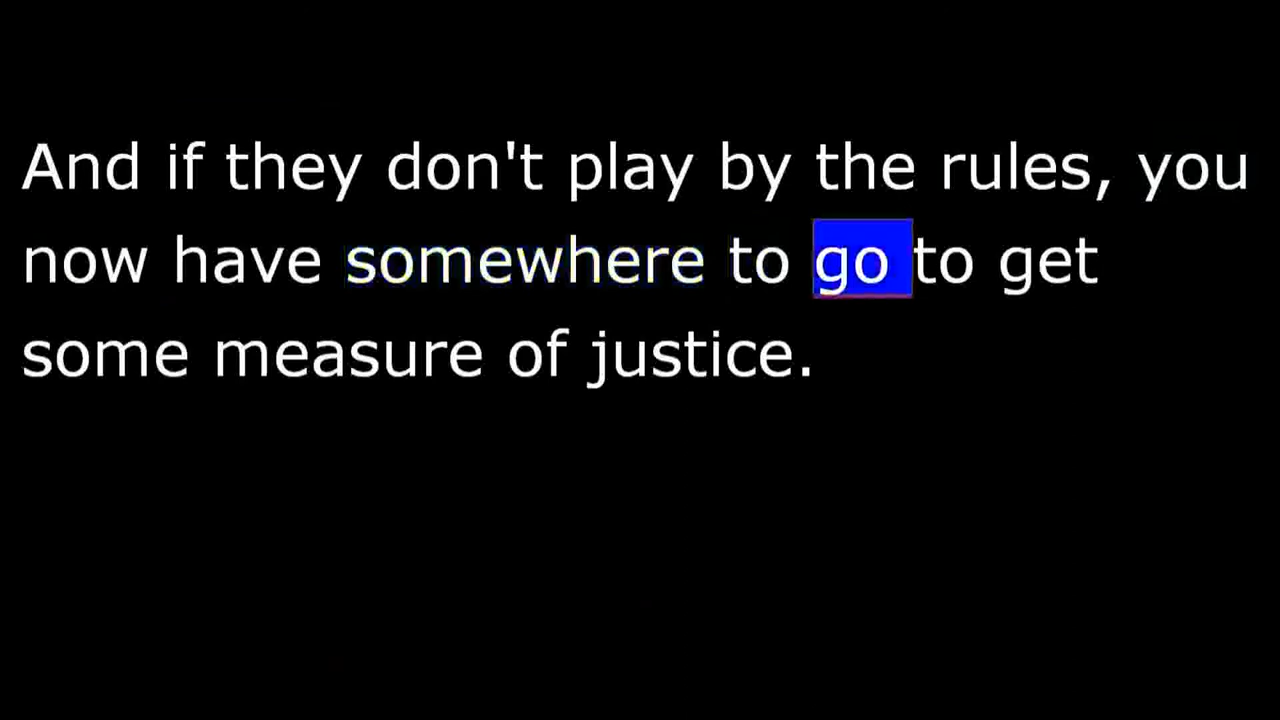 And if they don't play by the rules, you
now have somewhere to go to get
some measure of justice.